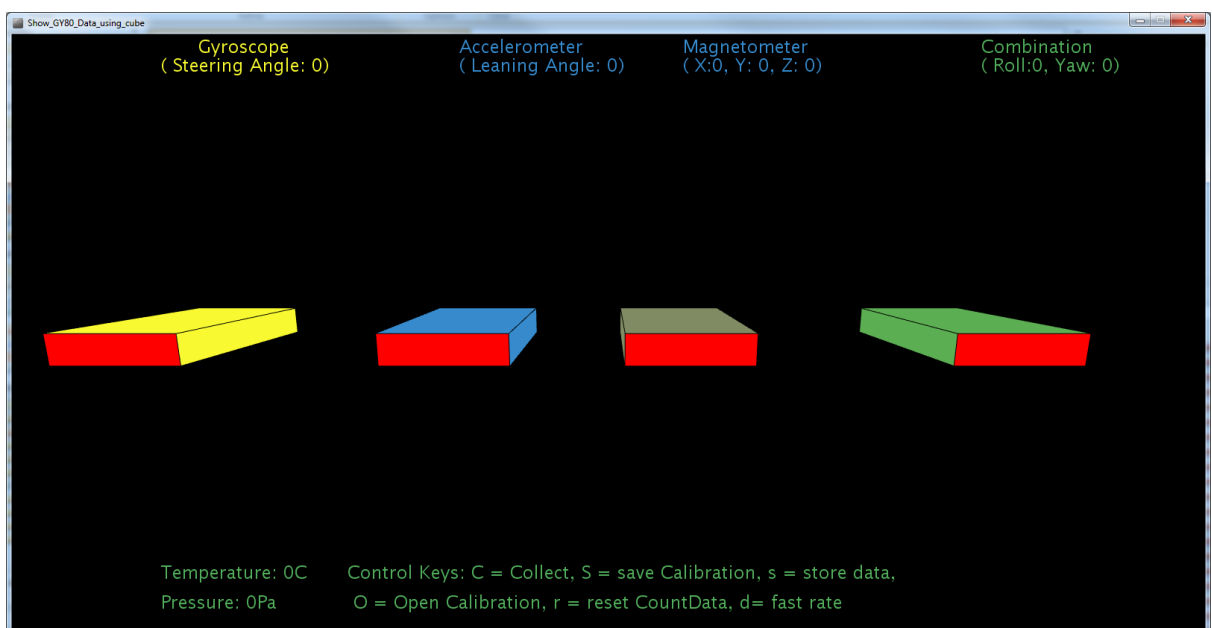 Show_GY80_Data_using_cube
Gyroscope
( Steering Angle: 0)
Accelerometer
( Leaning Angle: 0)
Magnetometer
( X:0, Y: 0, Z: 0)
Combination
( Roll:0, Yaw: 0)
Temperature: 0C
Control Keys: C = Collect, S = save Calibration, s = store data,
Pressure: 0Pa
O = Open Calibration, r = reset CountData, d= fast rate